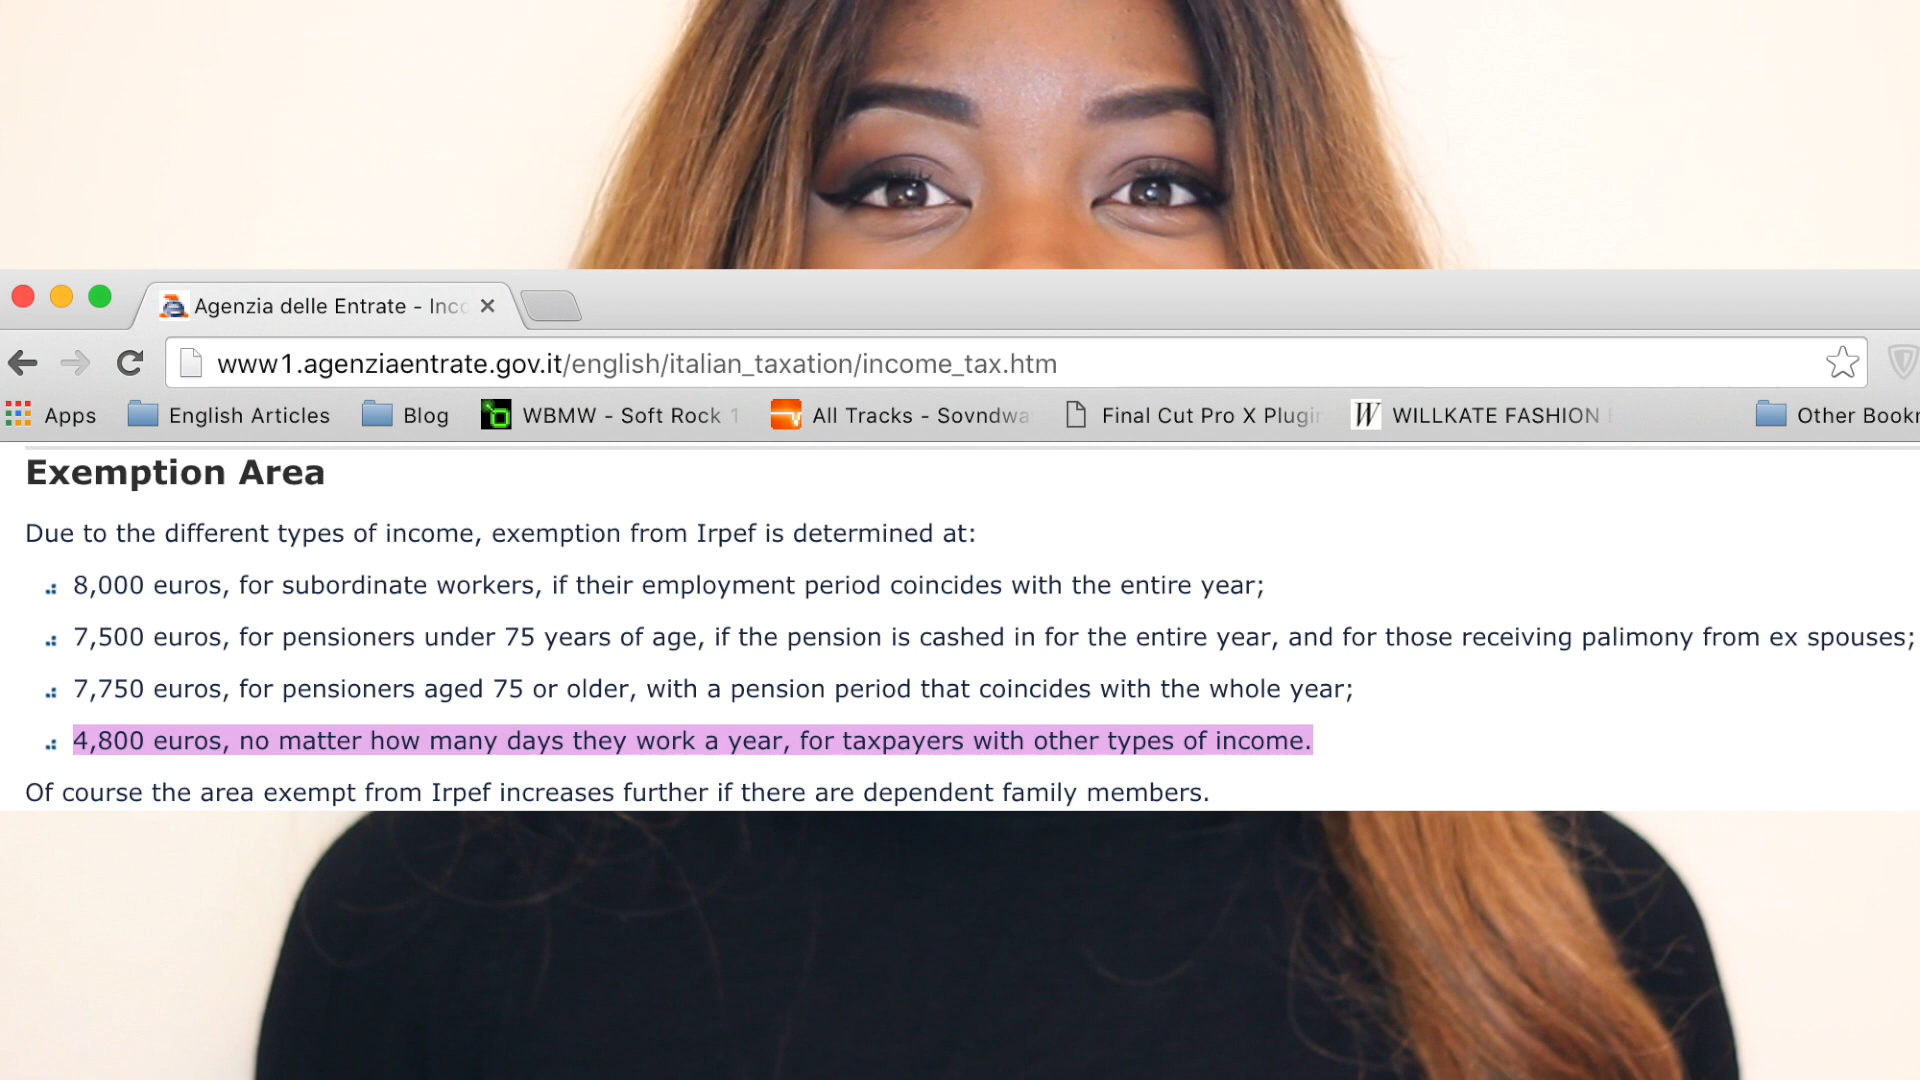 Agenzia delle Entrate - Inco
www1.agenziaentrate.gov.it/english/italian_taxation/income_tax.htm
Apps English Articles Blog WBMW - Soft Rock 1 All Tracks - Sovndwa Final Cut Pro X Plugin W WILLKATE FASHION Other Bookr
Exemption Area
Due to the different types of income, exemption from Irpef is determined at:
8,000 euros, for subordinate workers, if their employment period coincides with the entire year;
7,500 euros, for pensioners under 75 years of age, if the pension is cashed in for the entire year, and for those receiving palimony from ex spouses;
7,750 euros, for pensioners aged 75 or older, with a pension period that coincides with the whole year;
4,800 euros, no matter how many days they work a year, for taxpayers with other types of income.
Of course the area exempt from Irpef increases further if there are dependent family members.